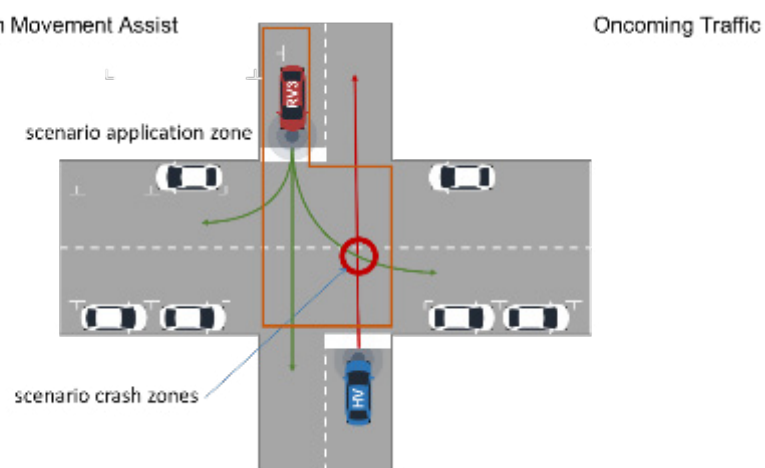 n Movement Assist
Oncoming Traffic
RV3
scenario application zone
scenario crash zones
HV